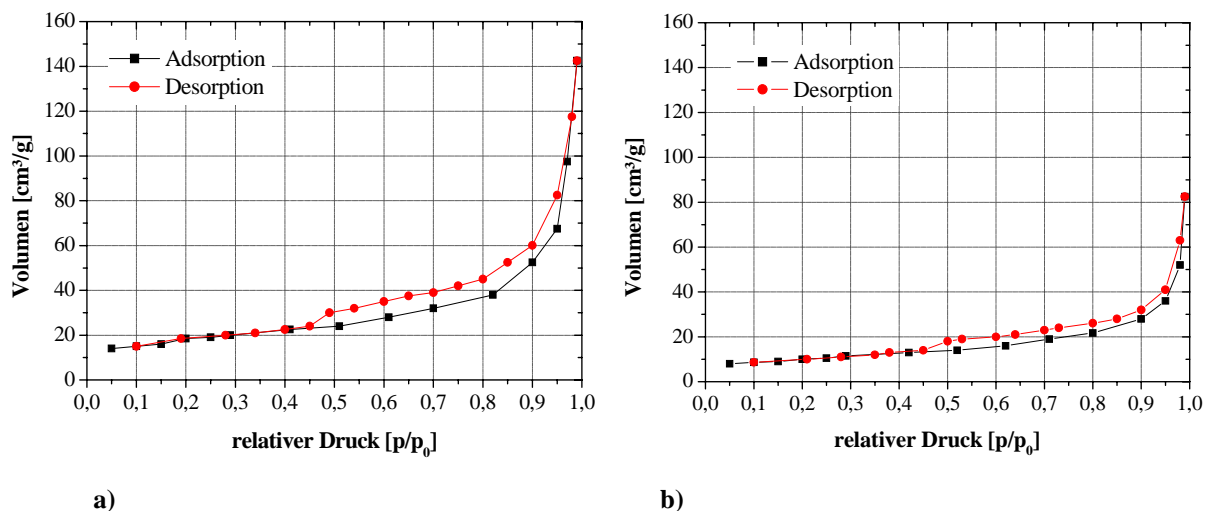 160
140
120
100
80
60
40
20
0
Volumen [cm³/g]
Adsorption
Desorption
0,0 0,1 0,2 0,3 0,4 0,5 0,6 0,7 0,8 0,9 1,0
relativer Druck [p/p₀]
a)
160
140
120
100
80
60
40
20
0
Volumen [cm³/g]
Adsorption
Desorption
0,0 0,1 0,2 0,3 0,4 0,5 0,6 0,7 0,8 0,9 1,0
relativer Druck [p/p₀]
b)